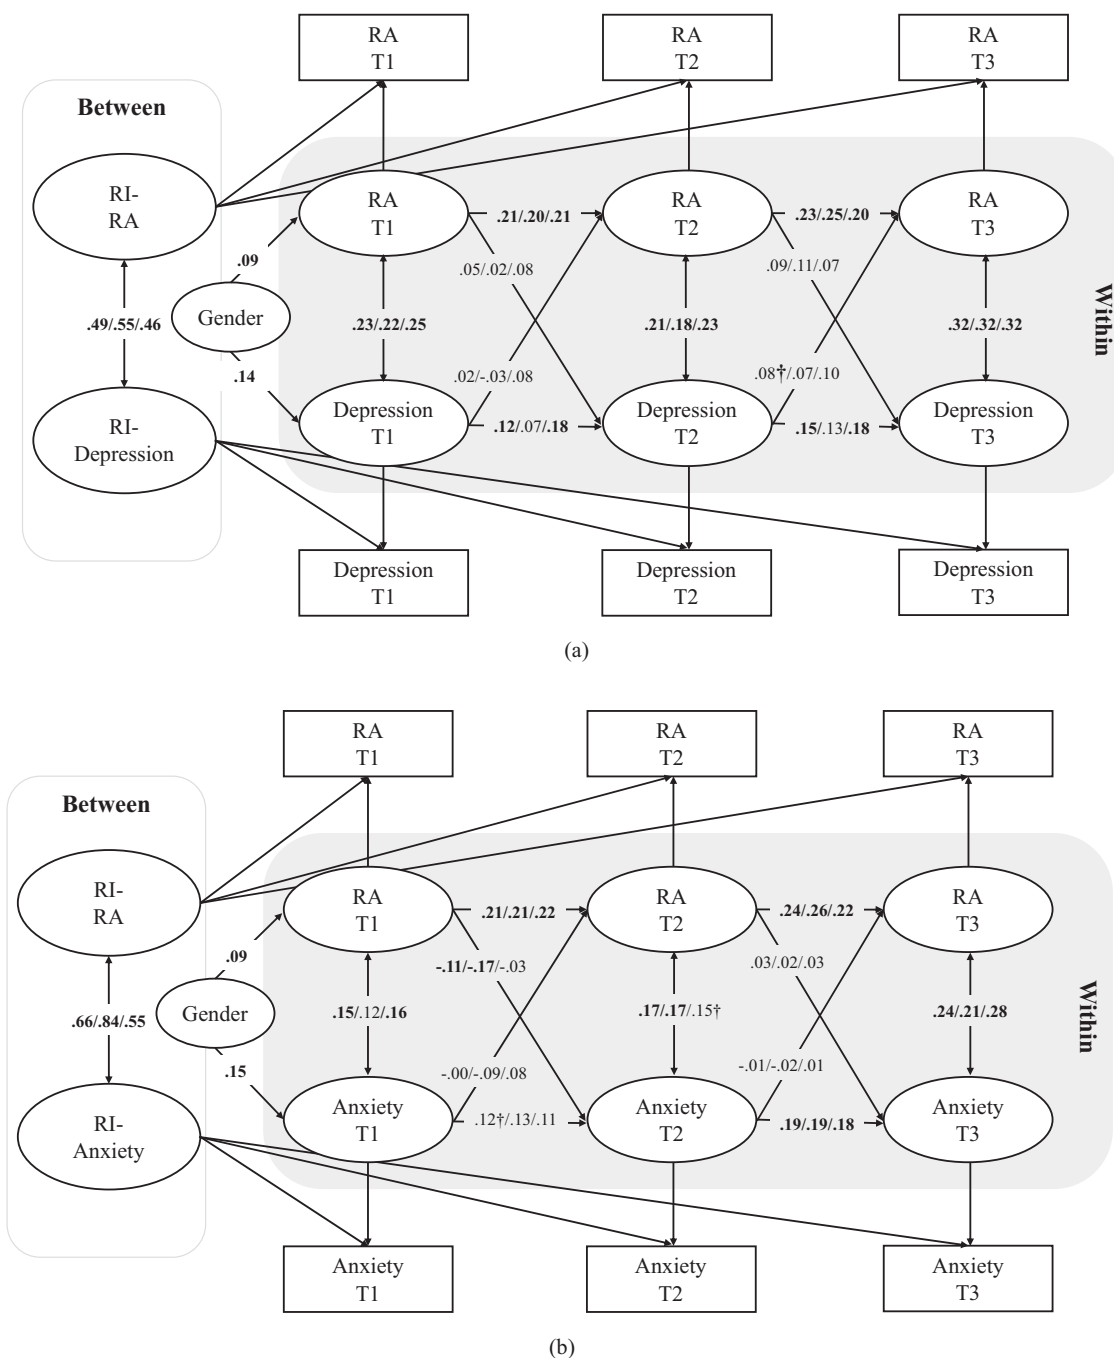 RA
T1
RA
T2
RA
T3
Between
RI-
RA
RA
T1
.21/.20/.21
RA
T2
.23/.25/.20
RA
T3
.09
.05/.02/.08
.09/.11/.07
Within
.49/.55/.46
Gender
.23/.22/.25
.21/.18/.23
.32/.32/.32
.14
.02/-.03/.08
.08†/.07/.10
RI-
Depression
Depression
T1
.12/.07/.18
Depression
T2
.15/.13/.18
Depression
T3
Depression
T1
Depression
T2
Depression
T3
(a)
RA
T1
RA
T2
RA
T3
Between
RI-
RA
RA
T1
.21/.21/.22
RA
T2
.24/.26/.22
RA
T3
.09
-.11/-.17/-.03
.03/.02/.03
Within
.66/.84/.55
Gender
.15/.12/.16
.17/.17/.15†
.24/.21/.28
.15
-.00/-.09/.08
-.01/-.02/.01
RI-
Anxiety
Anxiety
T1
.12†/.13/.11
Anxiety
T2
.19/.19/.18
Anxiety
T3
Anxiety
T1
Anxiety
T2
Anxiety
T3
(b)